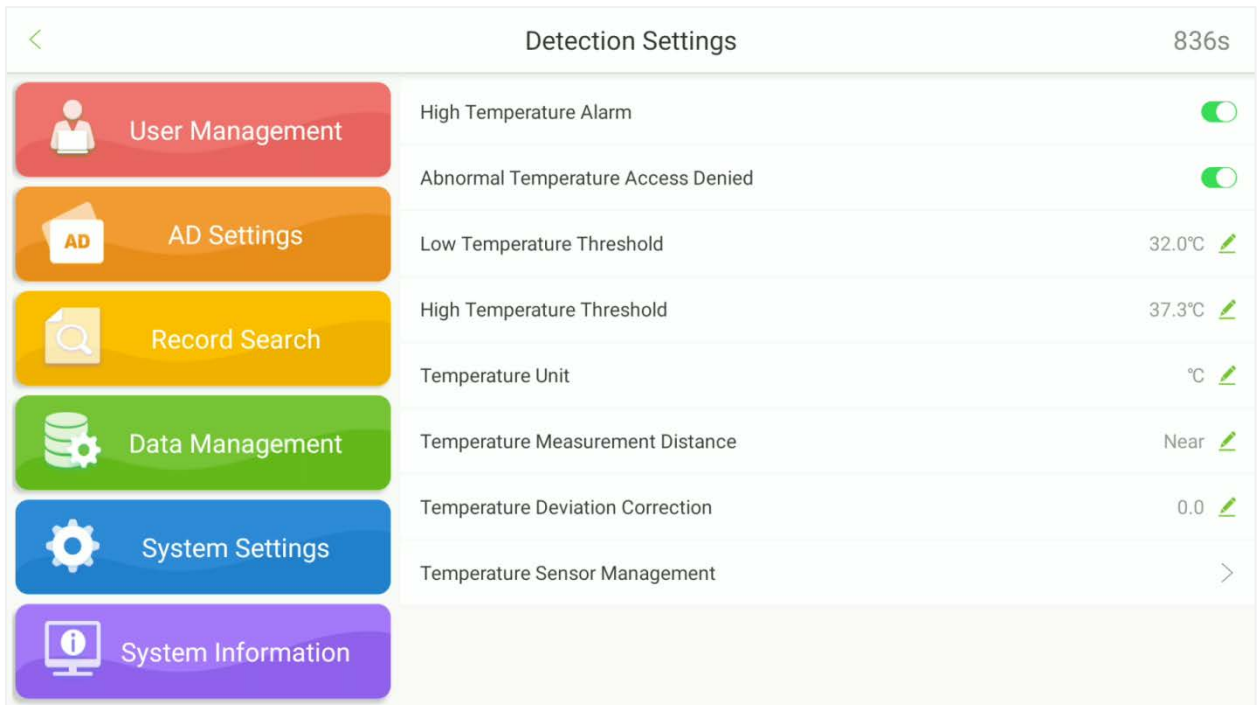 Detection Settings 836s
User Management
AD AD Settings
Record Search
Data Management
System Settings
System Information
High Temperature Alarm
Abnormal Temperature Access Denied
Low Temperature Threshold 32.0℃
High Temperature Threshold 37.3℃
Temperature Unit ℃
Temperature Measurement Distance Near
Temperature Deviation Correction 0.0
Temperature Sensor Management